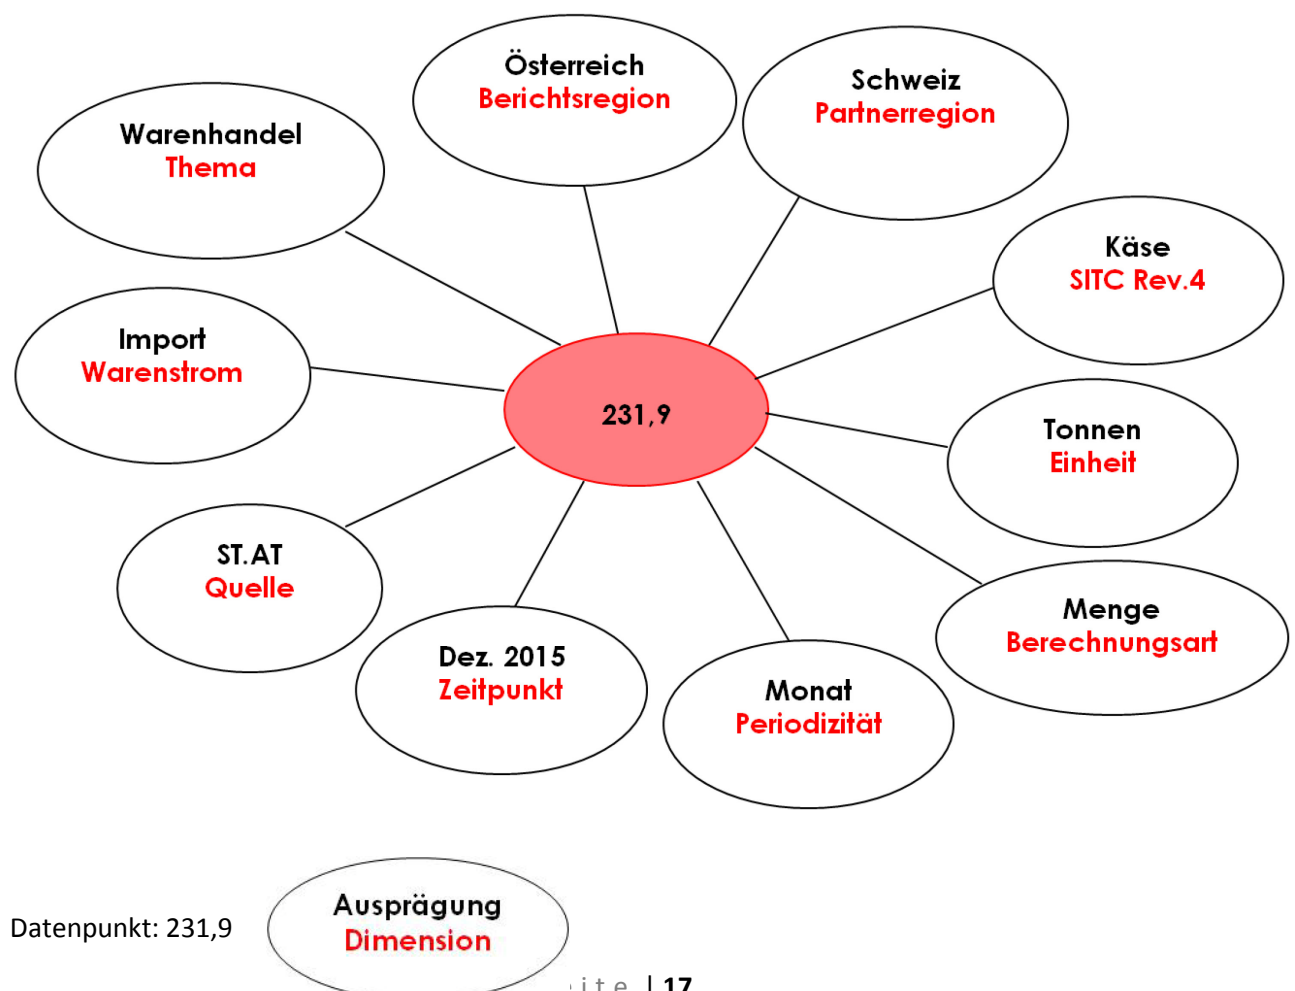 Österreich
Berichtsregion
Schweiz
Partnerregion
Warenhandel
Thema
Käse
SITC Rev.4
Import
Warenstrom
231,9
Tonnen
Einheit
ST.AT
Quelle
Menge
Berechnungsart
Dez. 2015
Zeitpunkt
Monat
Periodizität
Ausprägung
Dimension
Datenpunkt: 231,9
i t e | 17